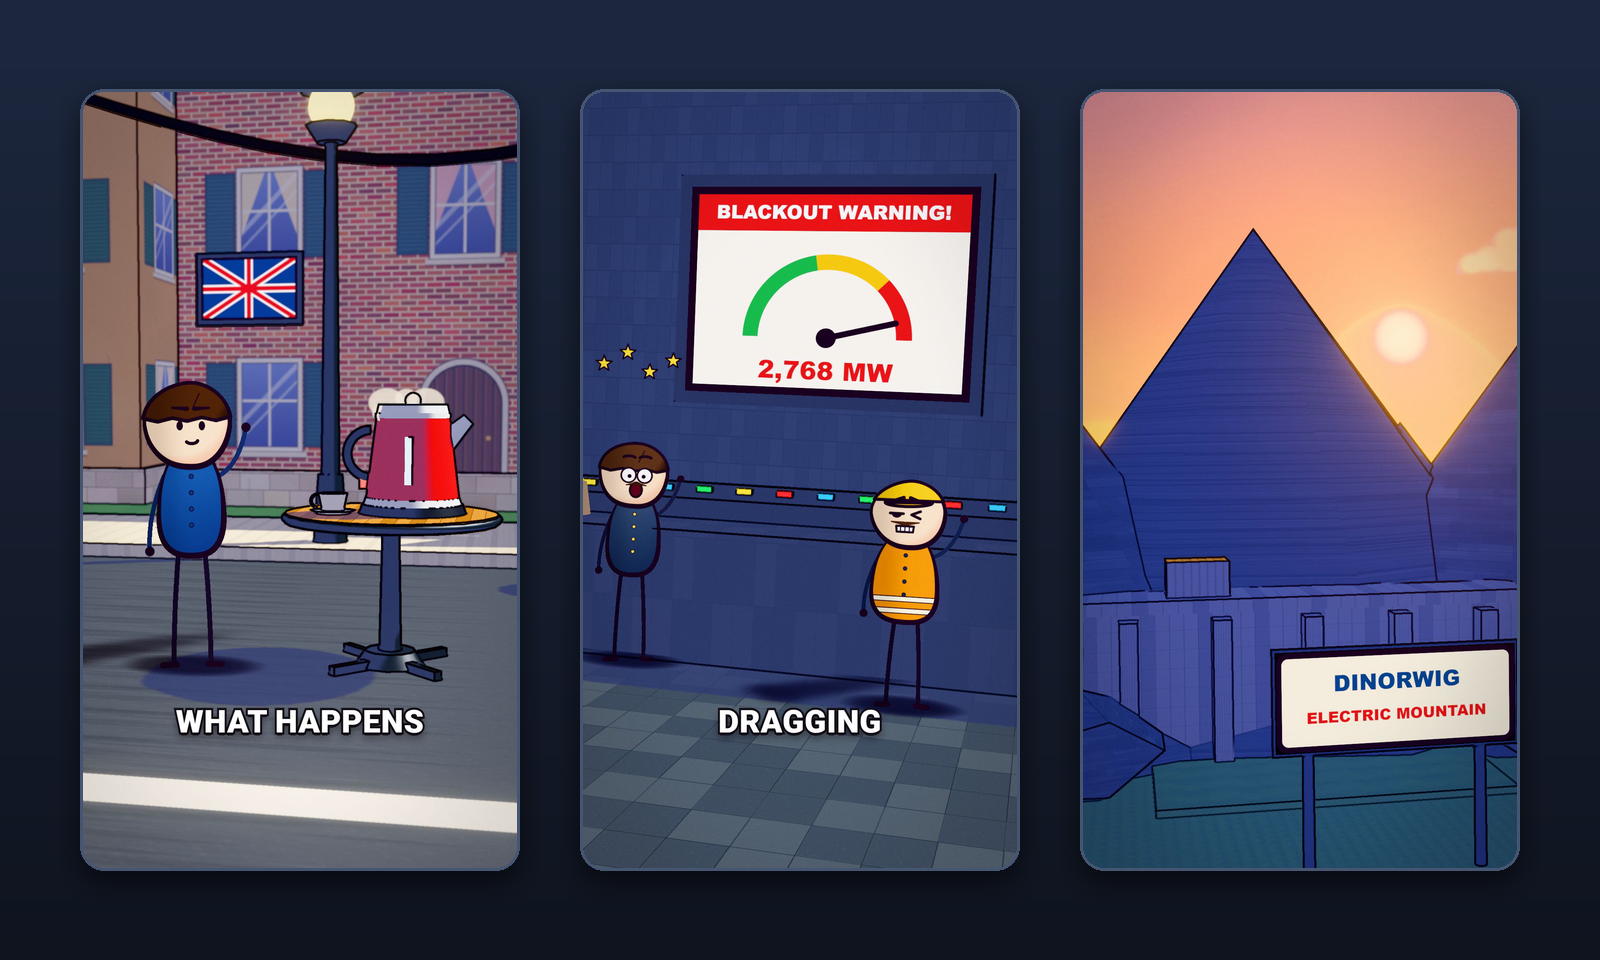 WHAT HAPPENS
BLACKOUT WARNING!
2,768 MW
DRAGGING
DINORWIG
ELECTRIC MOUNTAIN